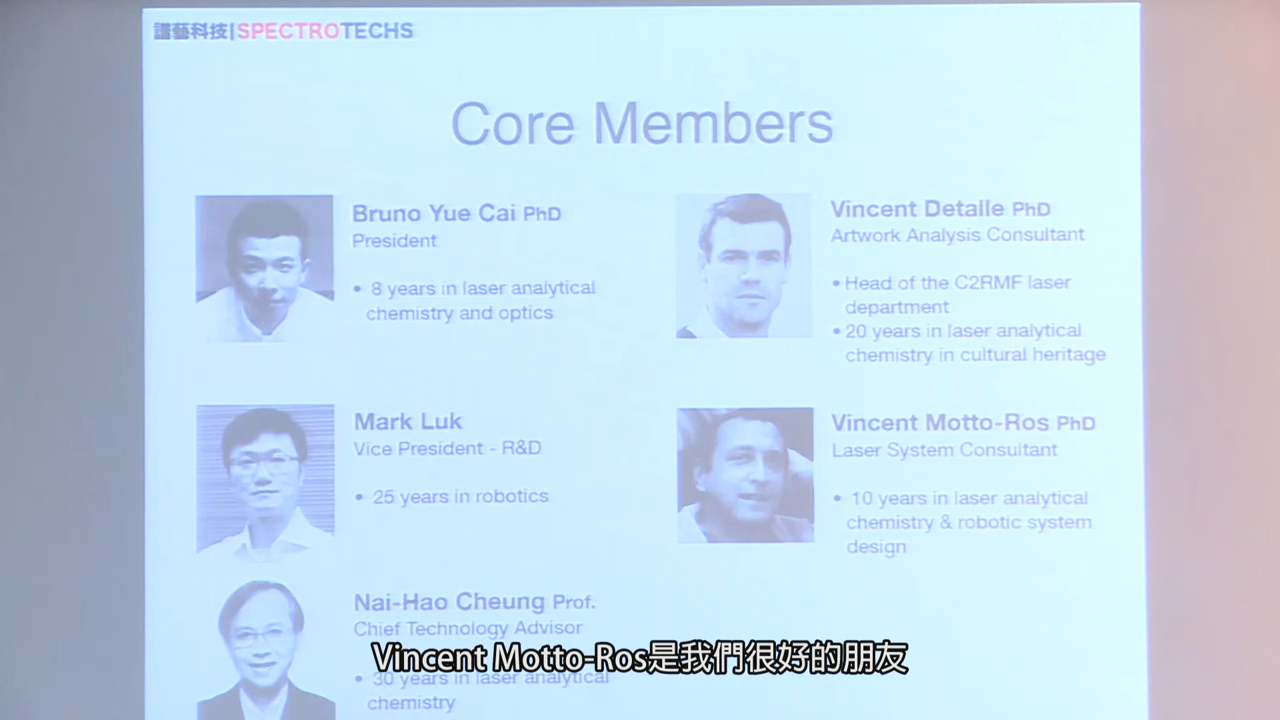 譜藝科技|SPECTROTECHS
Core Members
Bruno Yue Cai PhD
President
• 8 years in laser analytical
chemistry and optics
Vincent Detalle PhD
Artwork Analysis Consultant
• Head of the C2RMF laser
department
• 20 years in laser analytical
chemistry in cultural heritage
Mark Luk
Vice President - R&D
• 25 years in robotics
Vincent Motto-Ros PhD
Laser System Consultant
• 10 years in laser analytical
chemistry & robotic system
design
Nai-Hao Cheung Prof.
Chief Technology Advisor
• 30 years in laser analytical
chemistry
Vincent Motto-Ros是我們很好的朋友